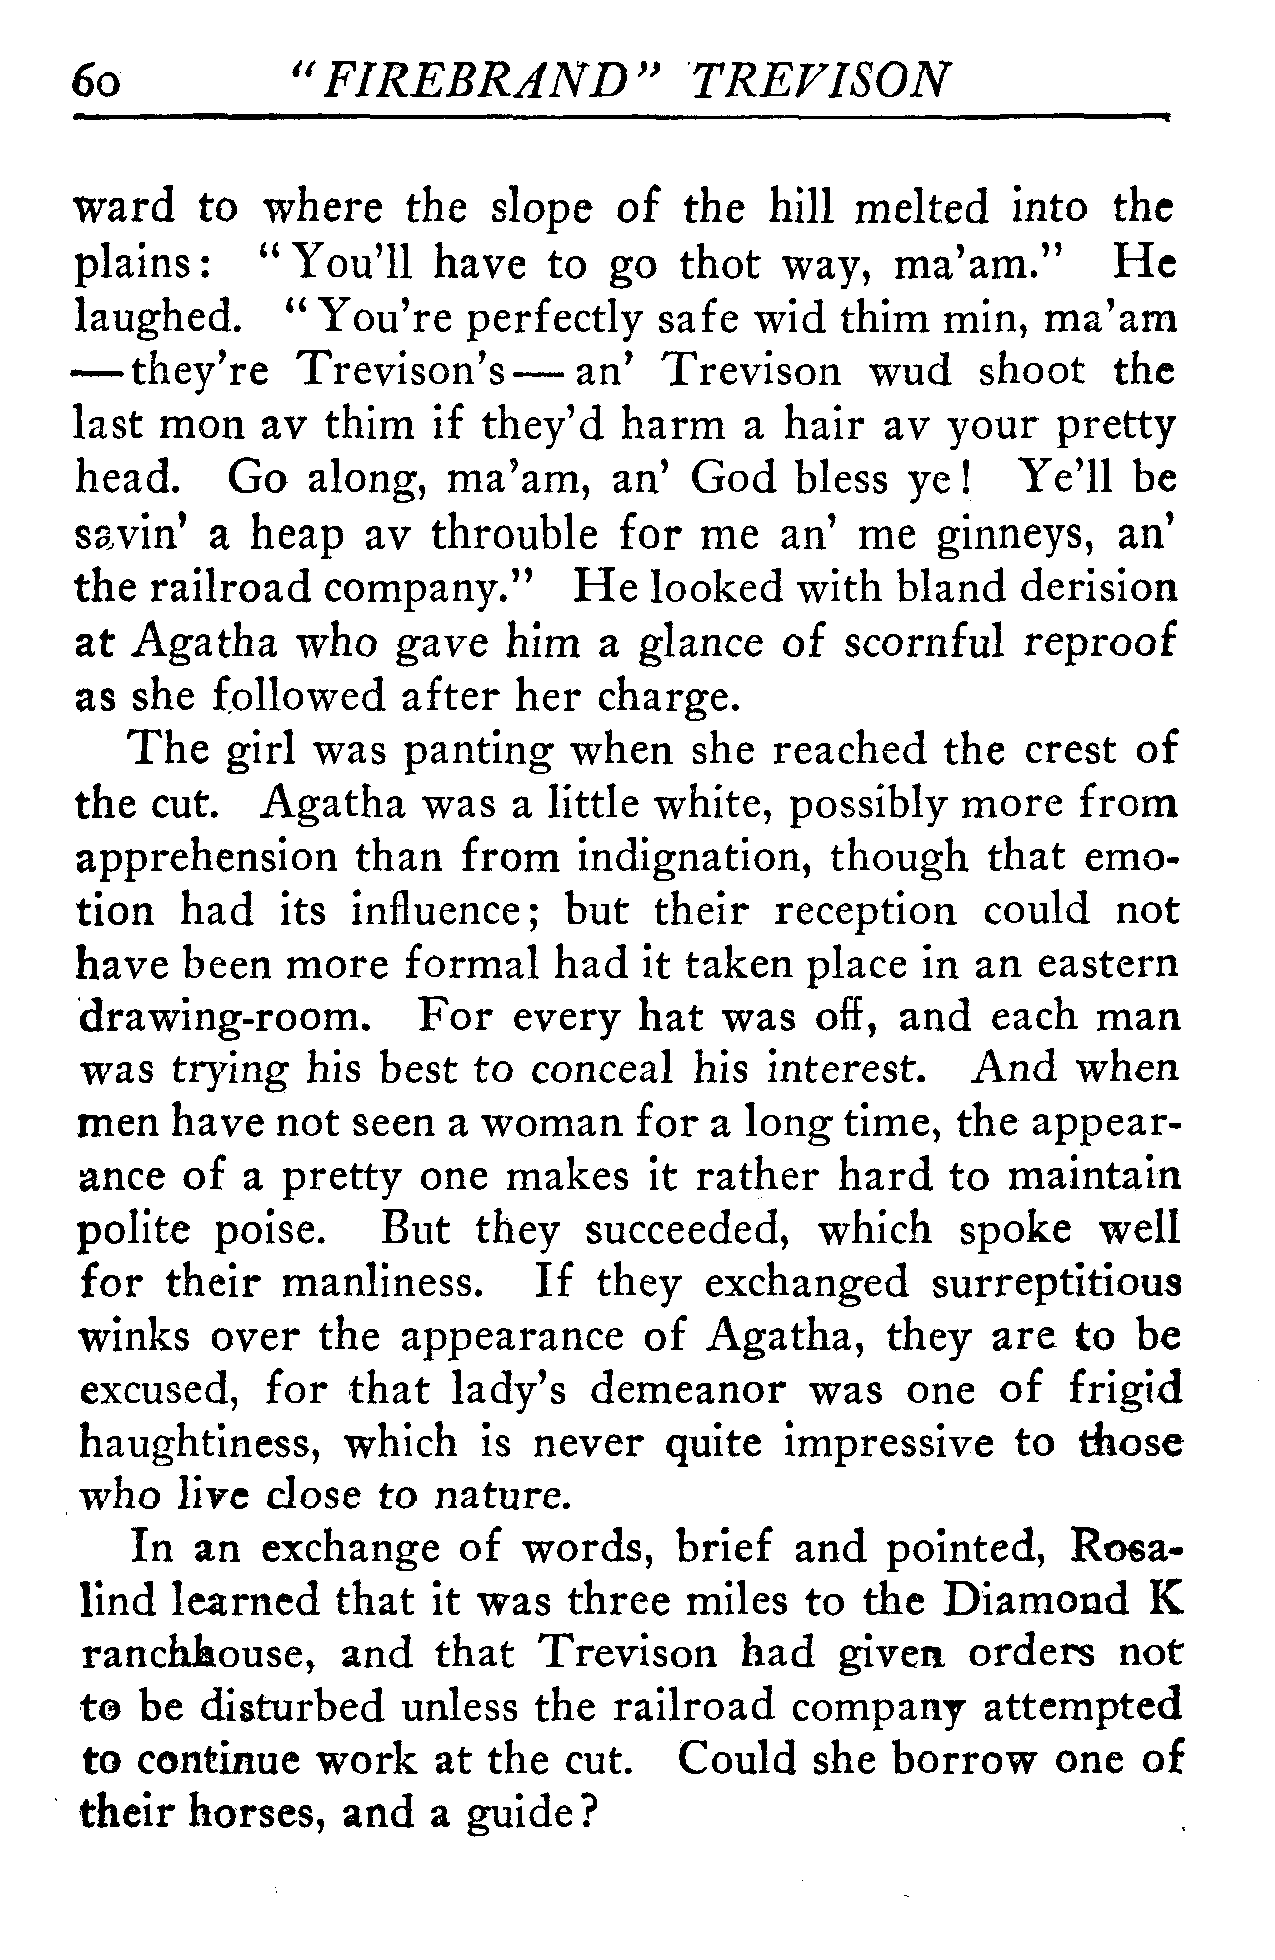 60 "FIREBRAND" TREVISON
ward to where the slope of the hill melted into the
plains: "You'll have to go thot way, ma'am." He
laughed. "You're perfectly safe wid thim min, ma'am
—they're Trevison's—an' Trevison wud shoot the
last mon av thim if they'd harm a hair av your pretty
head. Go along, ma'am, an' God bless ye! Ye'll be
savin' a heap av throuble for me an' me ginneys, an'
the railroad company." He looked with bland derision
at Agatha who gave him a glance of scornful reproof
as she followed after her charge.
The girl was panting when she reached the crest of
the cut. Agatha was a little white, possibly more from
apprehension than from indignation, though that emo-
tion had its influence; but their reception could not
have been more formal had it taken place in an eastern
drawing-room. For every hat was off, and each man
was trying his best to conceal his interest. And when
men have not seen a woman for a long time, the appear-
ance of a pretty one makes it rather hard to maintain
polite poise. But they succeeded, which spoke well
for their manliness. If they exchanged surreptitious
winks over the appearance of Agatha, they are to be
excused, for that lady's demeanor was one of frigid
haughtiness, which is never quite impressive to those
who live close to nature.
In an exchange of words, brief and pointed, Rosa-
lind learned that it was three miles to the Diamond K
ranchhouse, and that Trevison had given orders not
to be disturbed unless the railroad company attempted
to continue work at the cut. Could she borrow one of
their horses, and a guide?